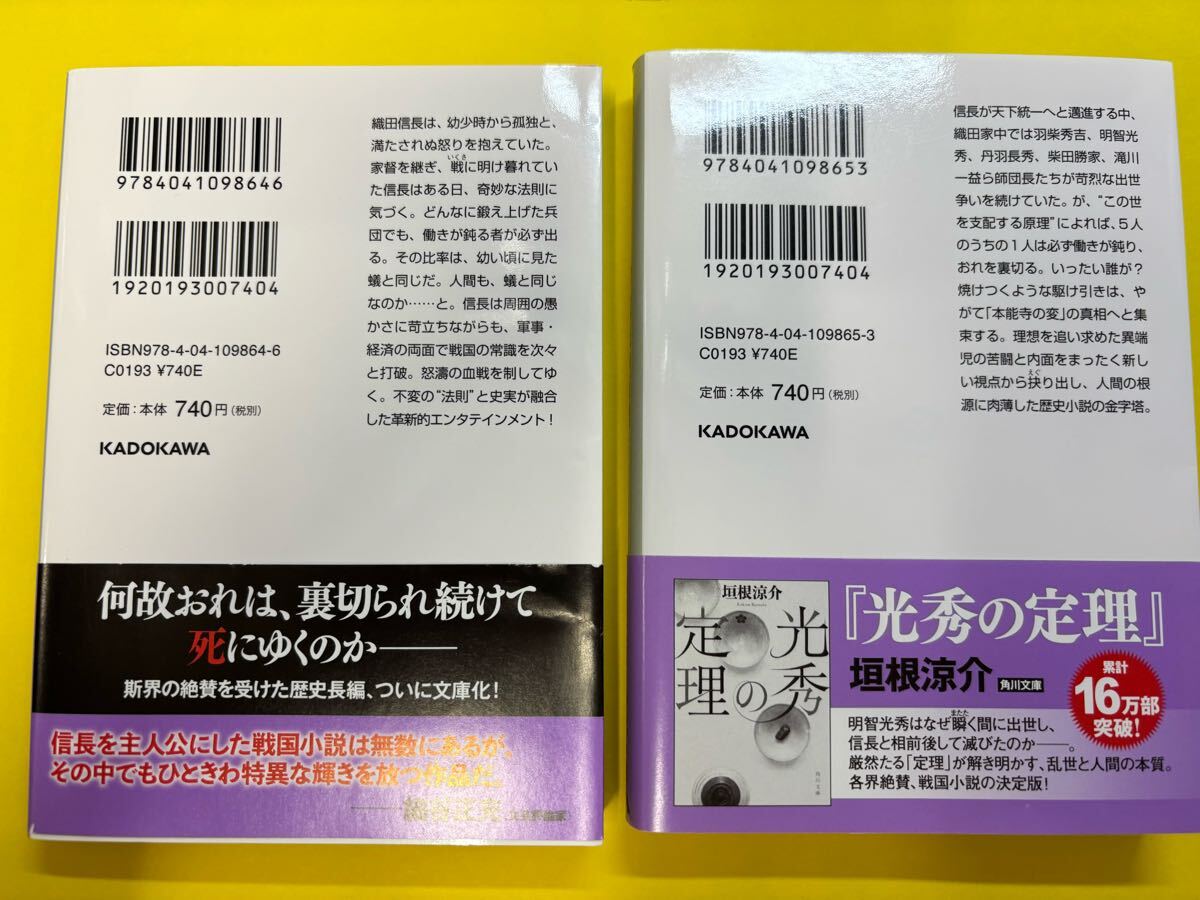 9784041098646
1920193007404
ISBN978-4-04-109864-6
C0193 ¥740E
定価：本体 740円（税別）
KADOKAWA
織田信長は、幼少時から孤独と、
満たされぬ怒りを抱えていた。
いくさ
家督を継ぎ、戦に明け暮れてい
た信長はある日、奇妙な法則に
気づく。どんなに鍛え上げた兵
団でも、働きが鈍る者が必ず出
る。その比率は、幼い頃に見た
蟻と同じだ。人間も、蟻と同じ
なのか……と。信長は周囲の愚
かさに苛立ちながらも、軍事・
経済の両面で戦国の常識を次々
と打破。怒濤の血戦を制してゆ
く。不変の“法則”と史実が融合
した革新的エンタテインメント！
何故おれは、裏切られ続けて
死にゆくのか――
斯界の絶賛を受けた歴史長編、ついに文庫化！
信長を主人公にした戦国小説は無数にあるが、
その中でもひときわ特異な輝きを放つ作品だ。
――細谷正充 文芸評論家
9784041098653
1920193007404
ISBN978-4-04-109865-3
C0193 ¥740E
定価：本体 740円（税別）
KADOKAWA
信長が天下統一へと邁進する中、
織田家中では羽柴秀吉、明智光
秀、丹羽長秀、柴田勝家、滝川
一益ら師団長たちが苛烈な出世
争いを続けていた。が、“この世
を支配する原理”によれば、5人
のうちの1人は必ず働きが鈍り、
おれを裏切る。いったい誰が？
焼けつくような駆け引きは、や
がて「本能寺の変」の真相へと集
束する。理想を追い求めた異端
児の苦闘と内面をまったく新し
えぐ
い視点から抉り出し、人間の根
源に肉薄した歴史小説の金字塔。
垣根涼介
光秀の
定理
角川文庫
『光秀の定理』
垣根涼介 角川文庫
累計
16万部
突破！
またた
明智光秀はなぜ瞬く間に出世し、
信長と相前後して滅びたのか――。
厳然たる「定理」が解き明かす、乱世と人間の本質。
各界絶賛、戦国小説の決定版！